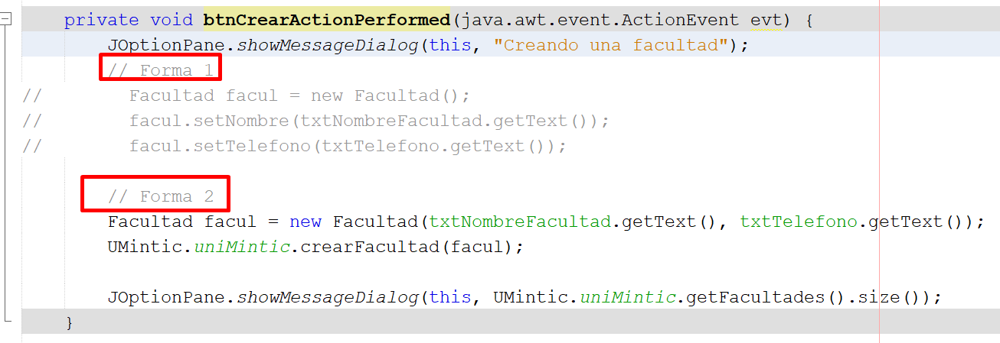 private void btnCrearActionPerformed(java.awt.event.ActionEvent evt) {
JOptionPane.showMessageDialog(this, "Creando una facultad");
// Forma 1
// Facultad facul = new Facultad();
// facul.setNombre(txtNombreFacultad.getText());
// facul.setTelefono(txtTelefono.getText());
// Forma 2
Facultad facul = new Facultad(txtNombreFacultad.getText(), txtTelefono.getText());
UMintic.uniMintic.crearFacultad(facul);
JOptionPane.showMessageDialog(this, UMintic.uniMintic.getFacultades().size());
}